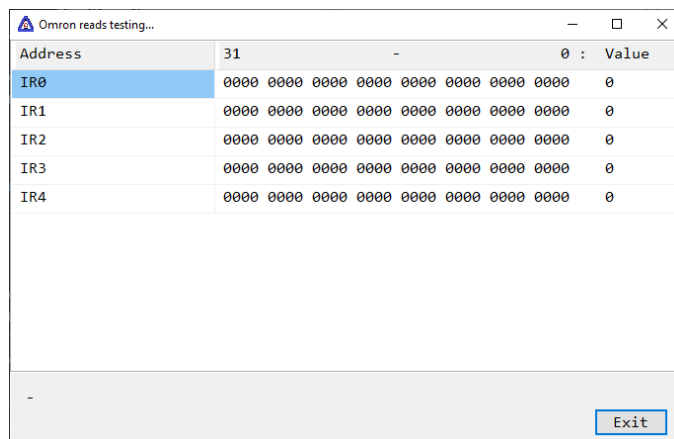 Omron reads testing...
Address 31 - 0 : Value
IR0 0000 0000 0000 0000 0000 0000 0000 0000 0
IR1 0000 0000 0000 0000 0000 0000 0000 0000 0
IR2 0000 0000 0000 0000 0000 0000 0000 0000 0
IR3 0000 0000 0000 0000 0000 0000 0000 0000 0
IR4 0000 0000 0000 0000 0000 0000 0000 0000 0
-
Exit